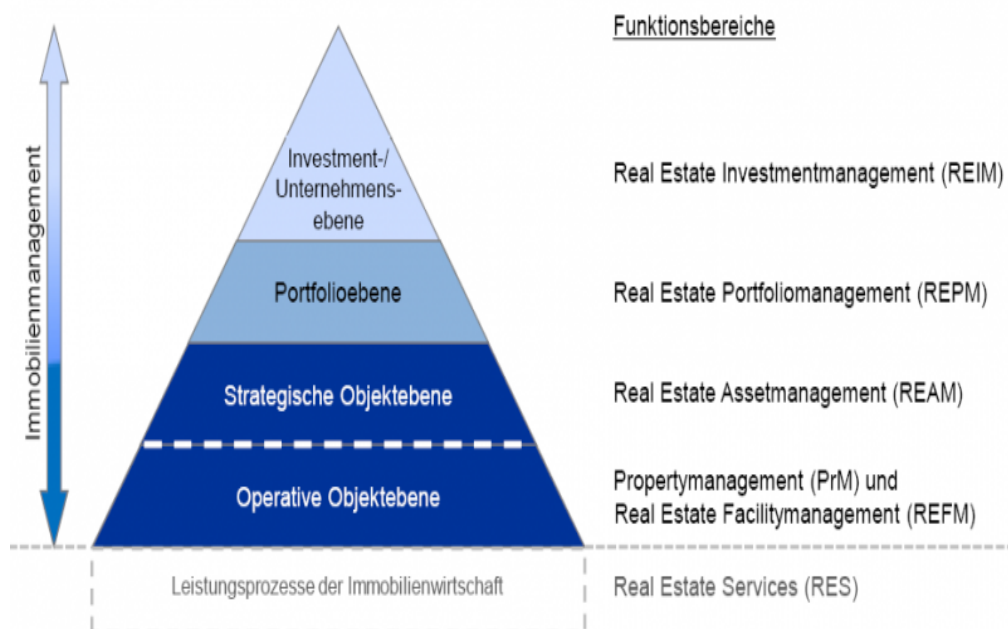 Funktionsbereiche
Immobilienmanagement
Investment-/
Unternehmens-
ebene
Real Estate Investmentmanagement (REIM)
Portfolioebene
Real Estate Portfoliomanagement (REPM)
Strategische Objektebene
Real Estate Assetmanagement (REAM)
Operative Objektebene
Propertymanagement (PrM) und
Real Estate Facilitymanagement (REFM)
Leistungsprozesse der Immobilienwirtschaft
Real Estate Services (RES)